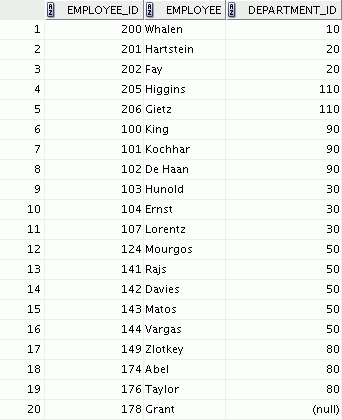 EMPLOYEE_ID EMPLOYEE DEPARTMENT_ID
1 200 Whalen 10
2 201 Hartstein 20
3 202 Fay 20
4 205 Higgins 110
5 206 Gietz 110
6 100 King 90
7 101 Kochhar 90
8 102 De Haan 90
9 103 Hunold 30
10 104 Ernst 30
11 107 Lorentz 30
12 124 Mourgos 50
13 141 Rajs 50
14 142 Davies 50
15 143 Matos 50
16 144 Vargas 50
17 149 Zlotkey 80
18 174 Abel 80
19 176 Taylor 80
20 178 Grant (null)